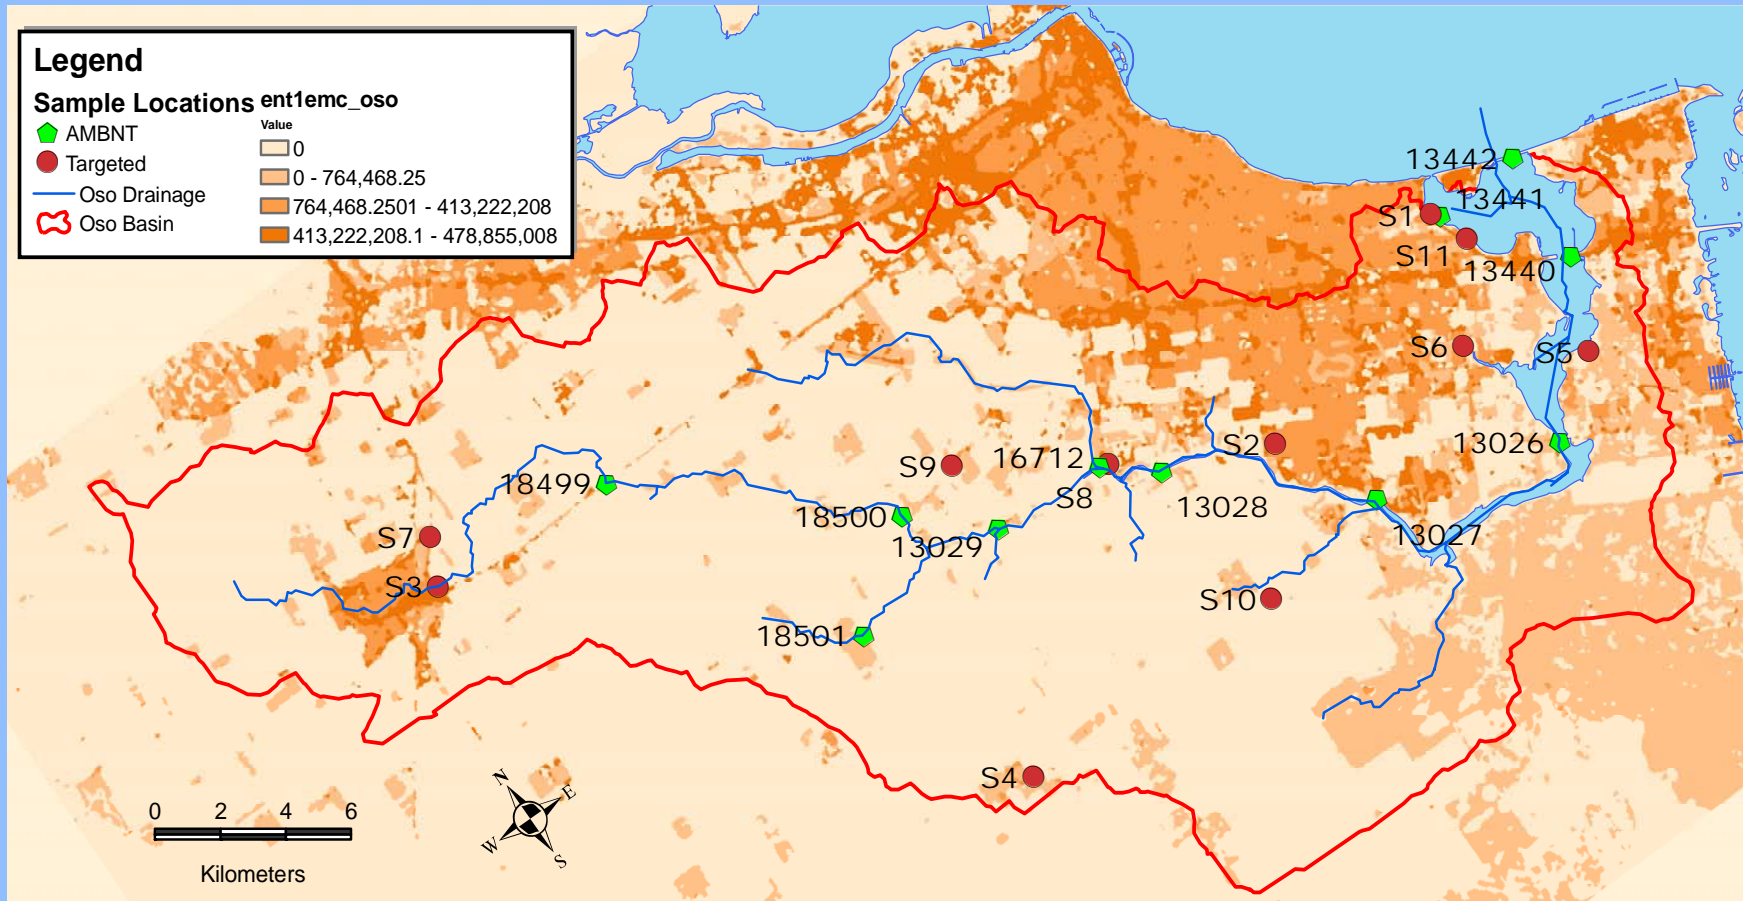 Legend
Sample Locations ent1emc_oso
Value
AMBNT
0
Targeted
0 - 764,468.25
Oso Drainage
764,468.2501 - 413,222,208
Oso Basin
413,222,208.1 - 478,855,008
13442
13441
S1
S11
13440
S6
S5
S2
13026
S9
16712
18499
S8
13028
18500
13029
13027
S7
S3
S10
18501
S4
N
E
W
S
0 2 4 6
Kilometers